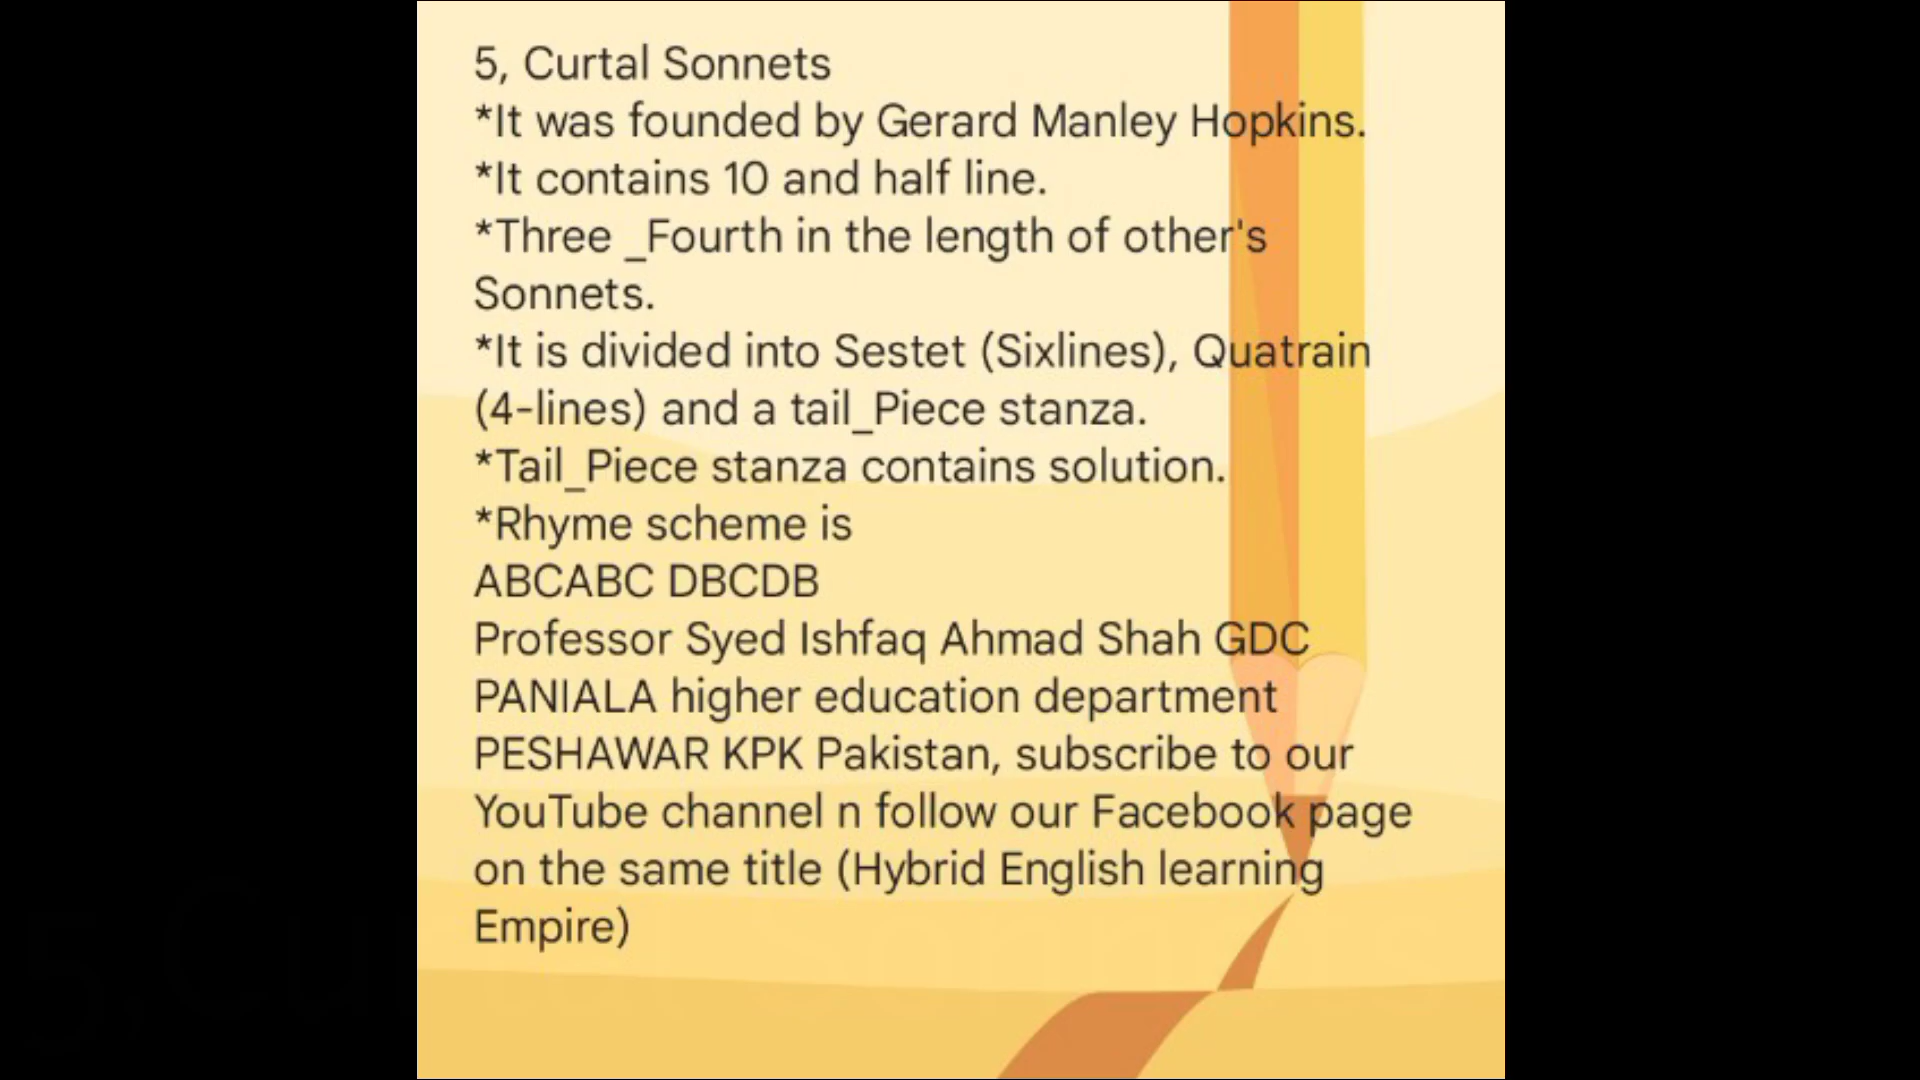 5, Curtal Sonnets
*It was founded by Gerard Manley Hopkins.
*It contains 10 and half line.
*Three _Fourth in the length of other's
Sonnets.
*It is divided into Sestet (Sixlines), Quatrain
(4-lines) and a tail_Piece stanza.
*Tail_Piece stanza contains solution.
*Rhyme scheme is
ABCABC DBCDB
Professor Syed Ishfaq Ahmad Shah GDC
PANIALA higher education department
PESHAWAR KPK Pakistan, subscribe to our
YouTube channel n follow our Facebook page
on the same title (Hybrid English learning
Empire)